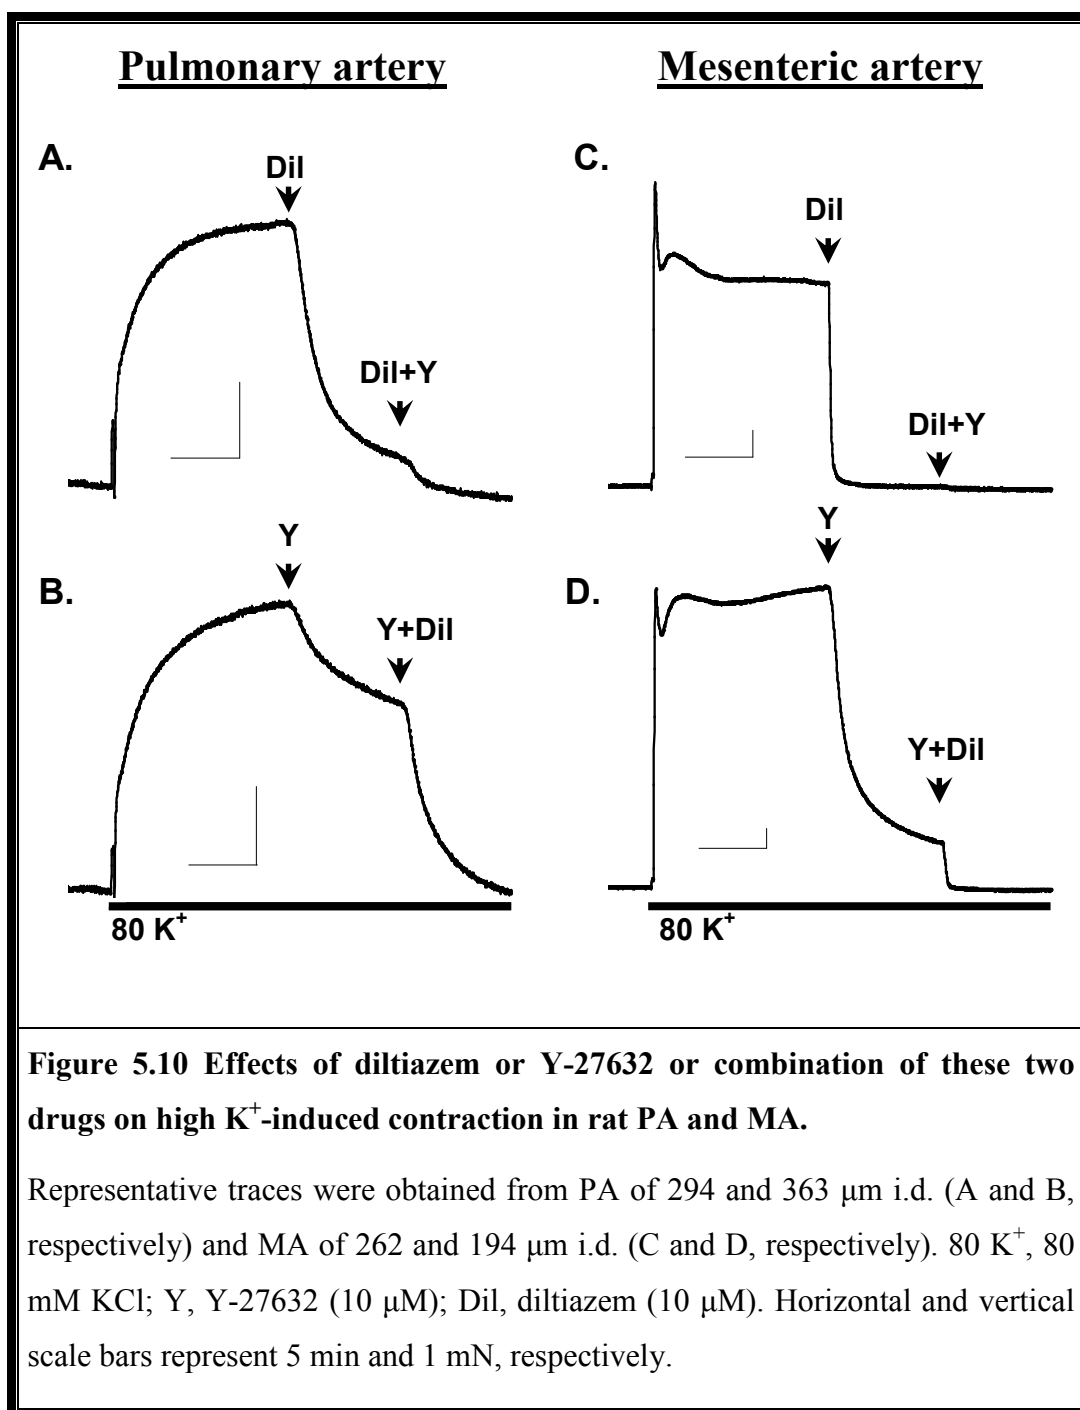 Pulmonary artery
Mesenteric artery
A.
Dil
Dil+Y
C.
Dil
Dil+Y
B.
Y
Y+Dil
80 K⁺
D.
Y
Y+Dil
80 K⁺
Figure 5.10 Effects of diltiazem or Y-27632 or combination of these two
drugs on high K⁺-induced contraction in rat PA and MA.
Representative traces were obtained from PA of 294 and 363 μm i.d. (A and B,
respectively) and MA of 262 and 194 μm i.d. (C and D, respectively). 80 K⁺, 80
mM KCl; Y, Y-27632 (10 μM); Dil, diltiazem (10 μM). Horizontal and vertical
scale bars represent 5 min and 1 mN, respectively.